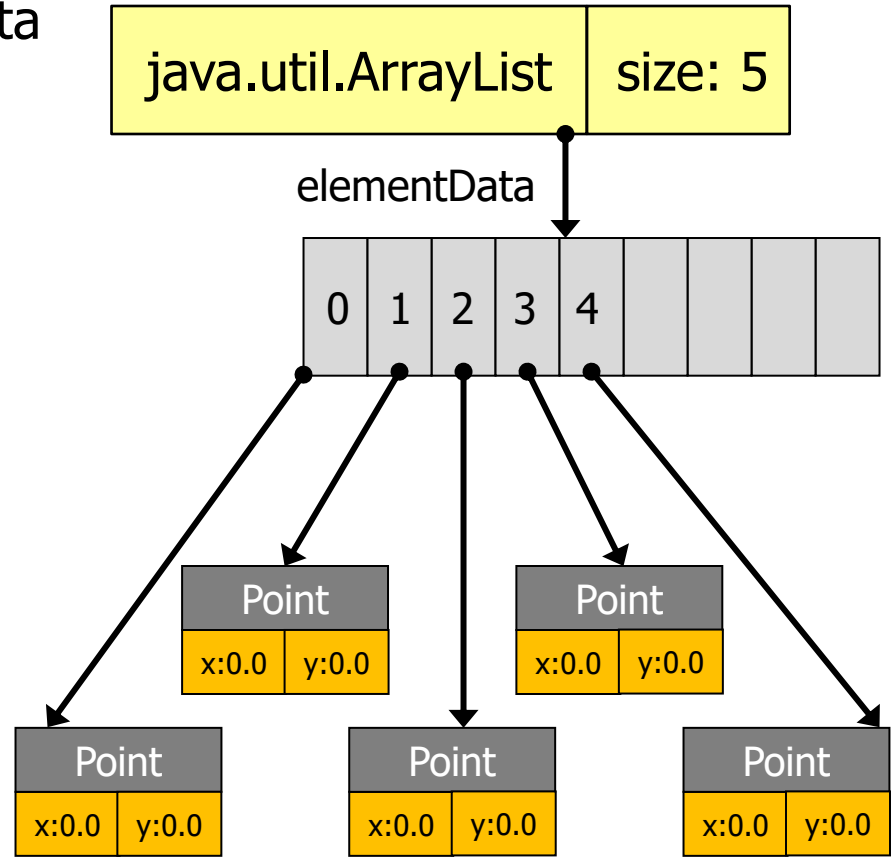 ta
java.util.ArrayList size: 5
elementData
0 1 2 3 4
Point Point
x:0.0 y:0.0 x:0.0 y:0.0
Point Point Point
x:0.0 y:0.0 x:0.0 y:0.0 x:0.0 y:0.0